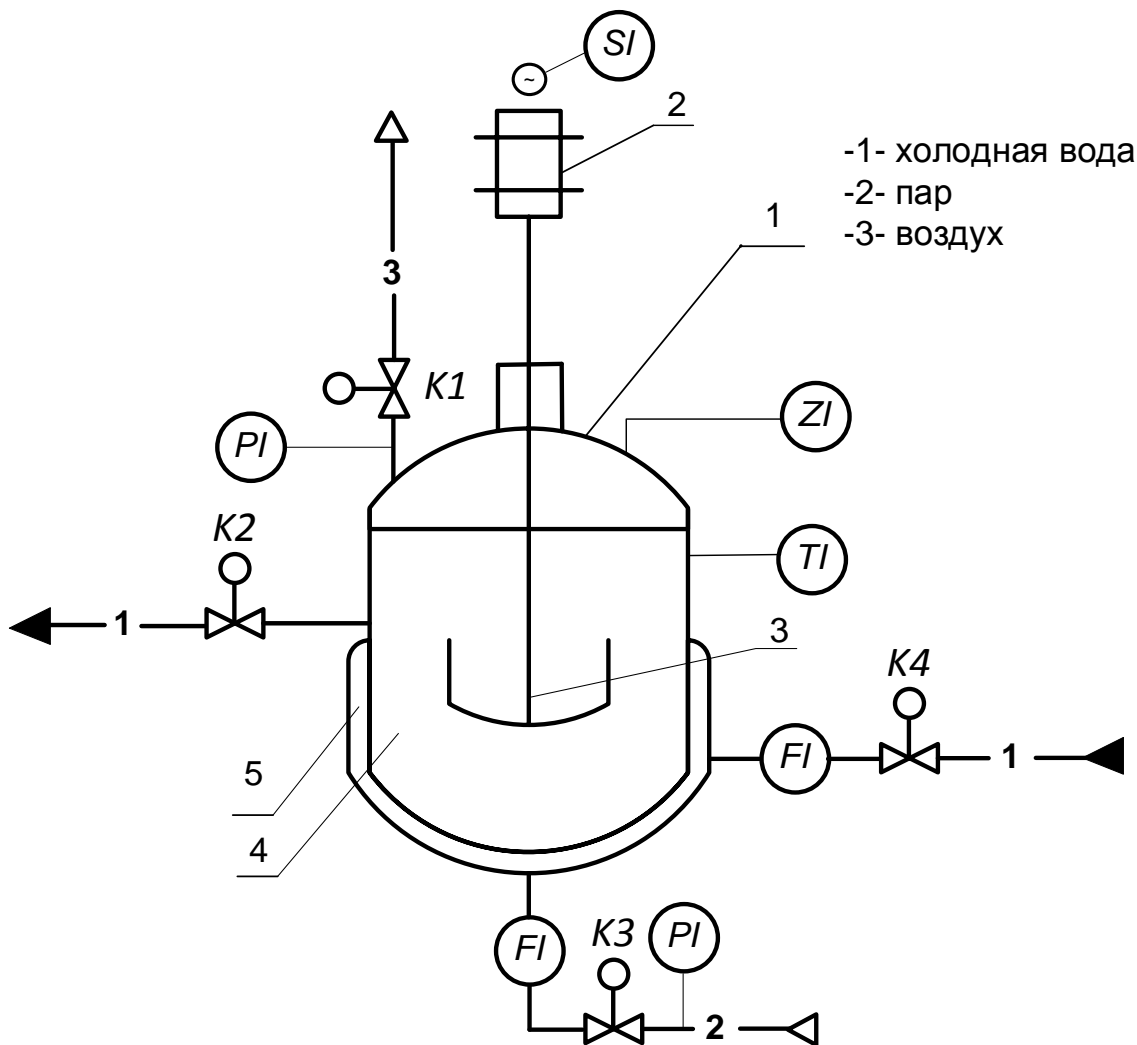 SI
2
-1- холодная вода
-2- пар
-3- воздух
1
3
K1
ZI
PI
K2
TI
1
3
K4
FI
1
5
4
FI
K3
PI
2